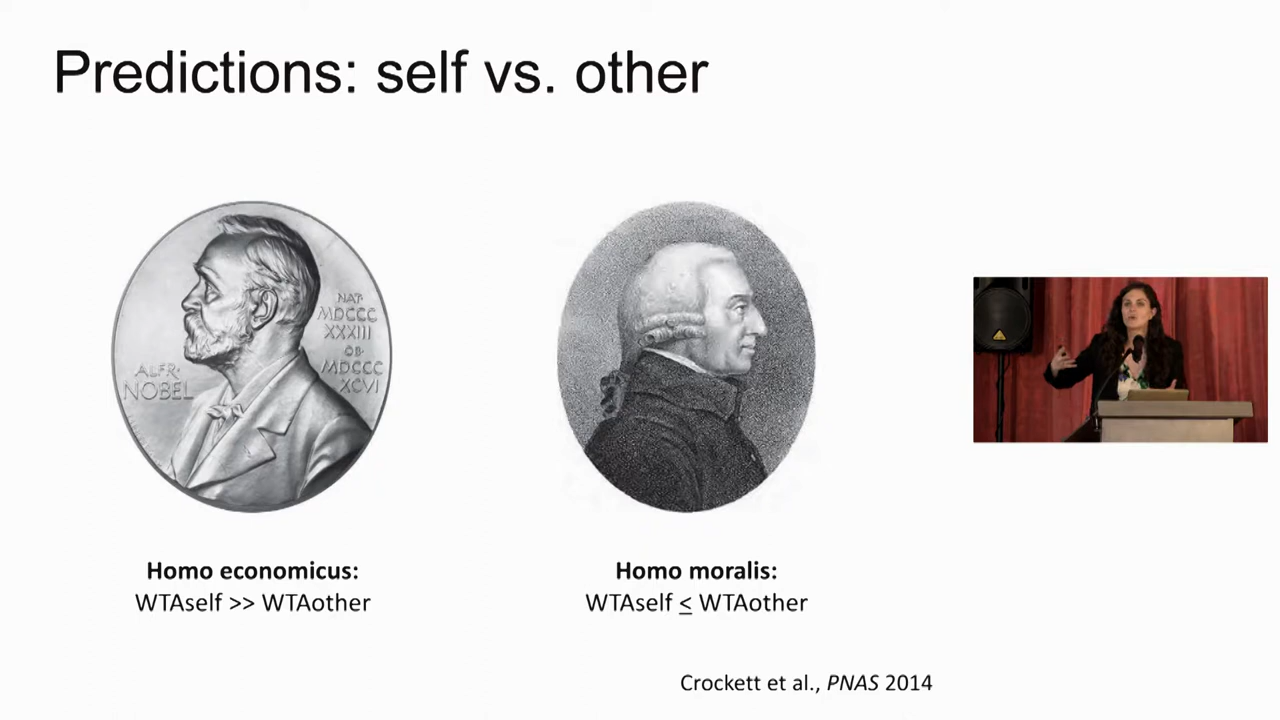 Predictions: self vs. other
ALFR·
NOBEL
NAT·
MDCCC
XXXIII
OB·
MDCCC
XCVI
Homo economicus:
WTAself >> WTAother
Homo moralis:
WTAself ≤ WTAother
Crockett et al., PNAS 2014